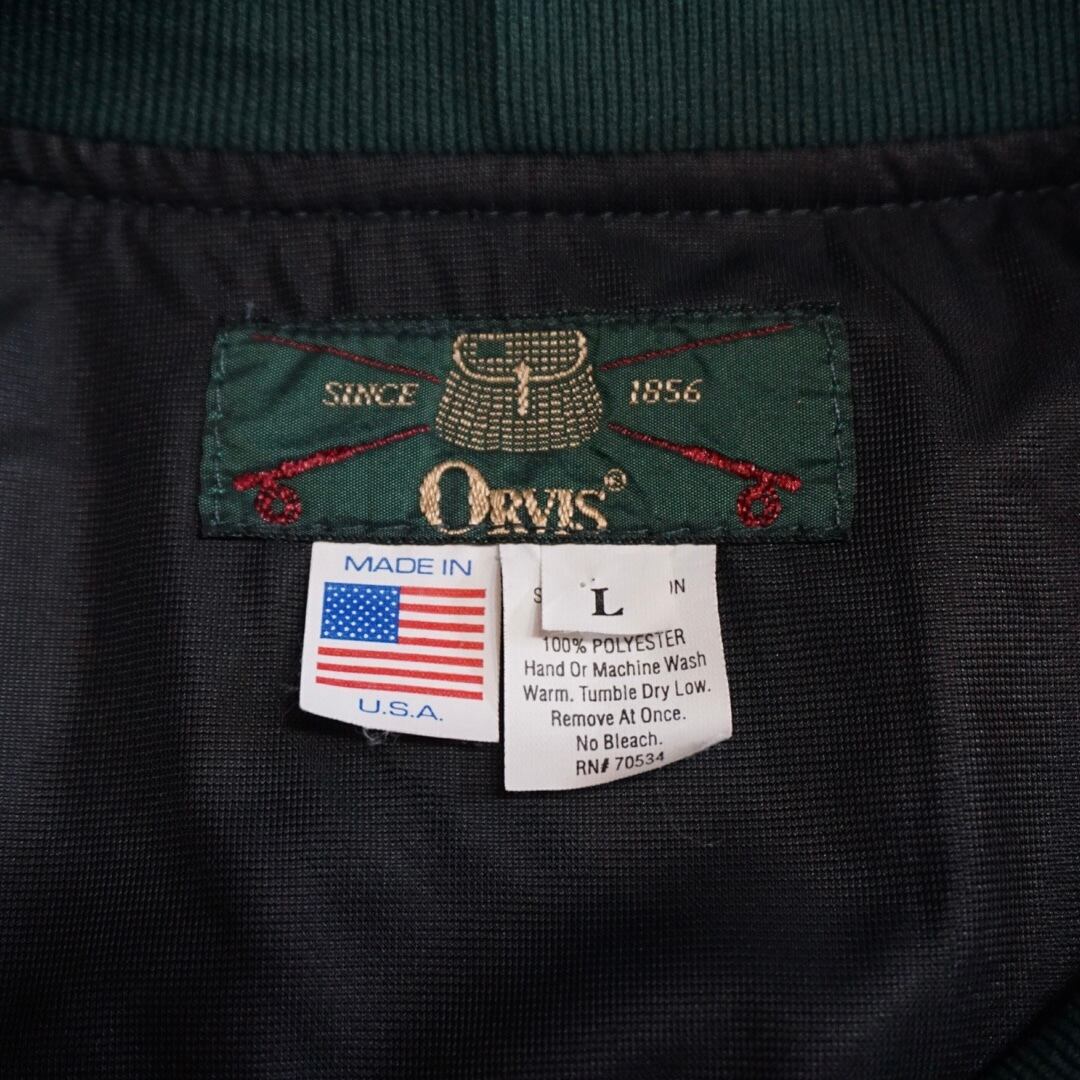 SINCE 1856
ORVIS®
MADE IN
U.S.A.
L
100% POLYESTER
Hand Or Machine Wash
Warm. Tumble Dry Low.
Remove At Once.
No Bleach.
RN# 70534